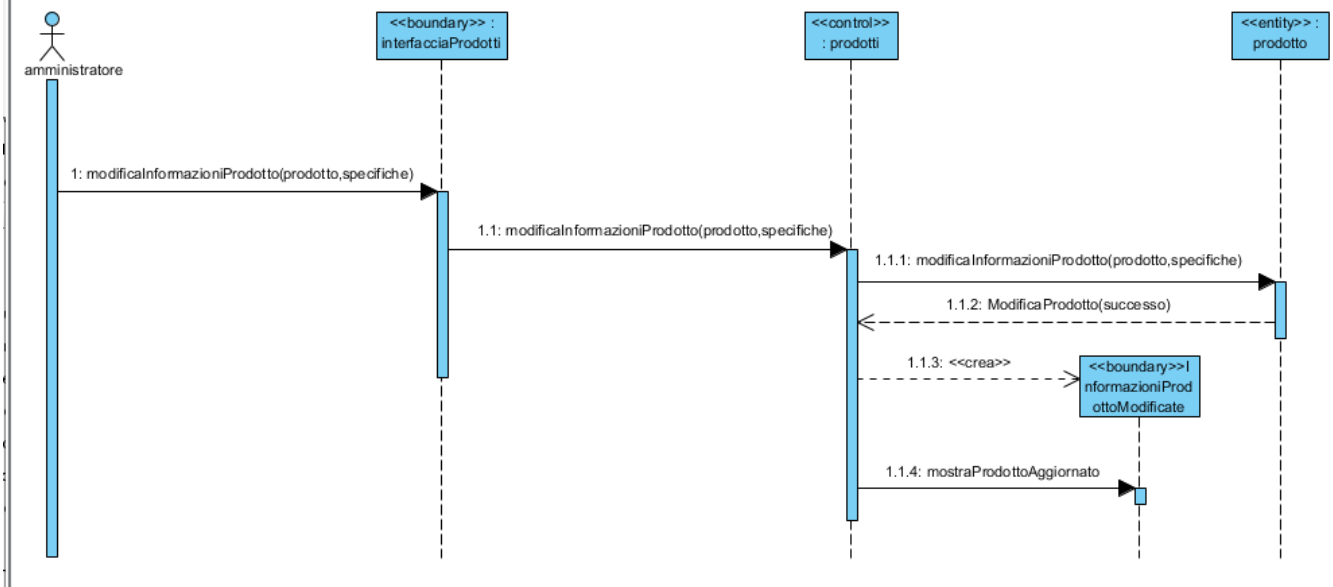 <<boundary>> :
interfacciaProdotti
<<control>>
: prodotti
<<entity>> :
prodotto
amministratore
1: modificaInformazioniProdotto(prodotto,specifiche)
1.1: modificaInformazioniProdotto(prodotto,specifiche)
1.1.1: modificaInformazioniProdotto(prodotto,specifiche)
1.1.2: ModificaProdotto(successo)
1.1.3: <<crea>>
<<boundary>>I
nformazioniProd
ottoModificate
1.1.4: mostraProdottoAggiornato